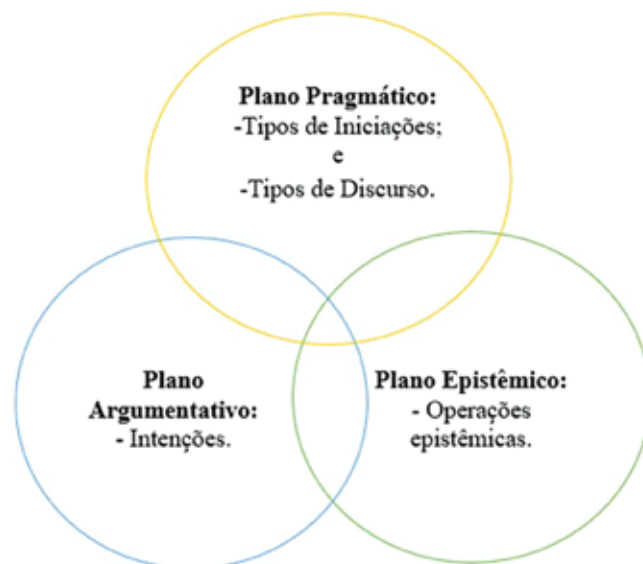 Plano Pragmático:
-Tipos de Iniciações;
e
-Tipos de Discurso.
Plano
Argumentativo:
- Intenções.
Plano Epistêmico:
- Operações
epistêmicas.